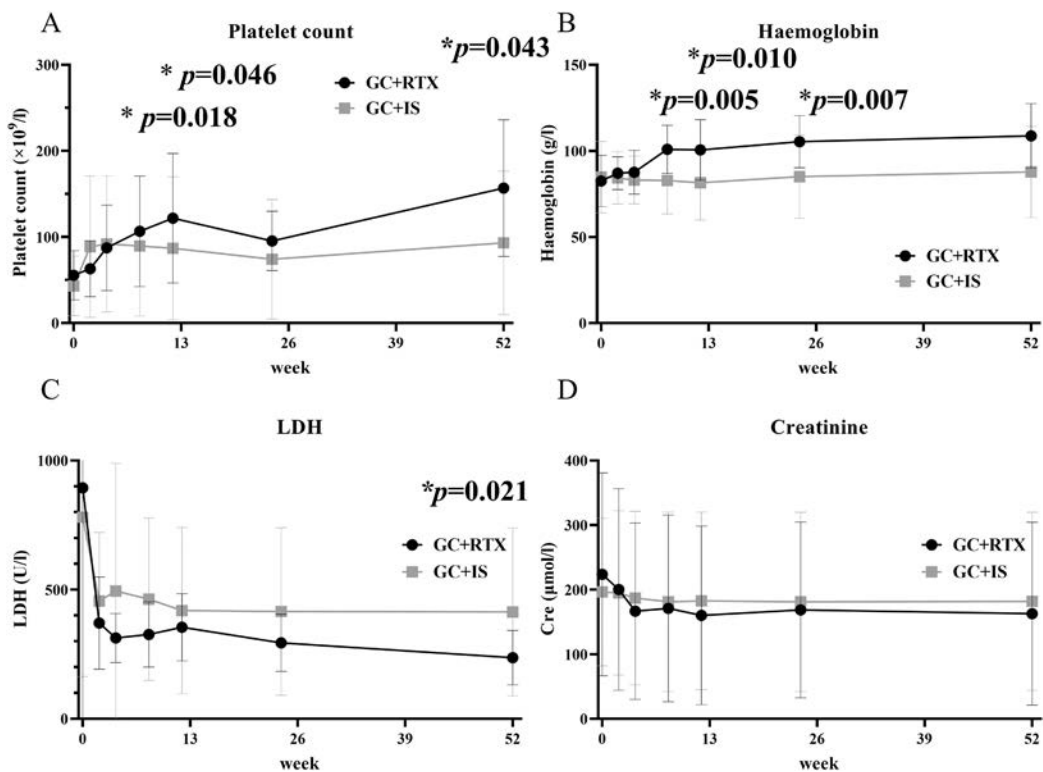 A
Platelet count
Platelet count (×10⁹/l)
300
200
100
0
* p=0.018
* p=0.046
*p=0.043
GC+RTX
GC+IS
0 13 26 39 52
week
B
Haemoglobin
Haemoglobin (g/l)
150
100
50
0
*p=0.010
*p=0.005
*p=0.007
GC+RTX
GC+IS
0 13 26 39 52
week
C
LDH
LDH (U/l)
1000
500
0
*p=0.021
GC+RTX
GC+IS
0 13 26 39 52
week
D
Creatinine
Cre (μmol/l)
400
300
200
100
0
GC+RTX
GC+IS
0 13 26 39 52
week